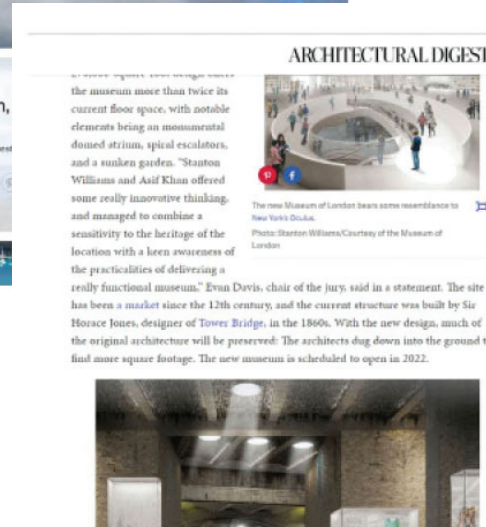 ARCHITECTURAL DIGEST
the museum more than twice its
current floor space, with notable
elements being an monumental
domed atrium, spiral escalators,
and a sunken garden. "Stanton
Williams and Asif Khan offered
some really innovative thinking,
and managed to combine a
sensitivity to the heritage of the
location with a keen awareness of
the practicalities of delivering a
The new Museum of London bears some resemblance to
New York's Oculus.
Photo: Stanton Williams/Courtesy of the Museum of
London
really functional museum," Evan Davis, chair of the jury, said in a statement. The site
has been a market since the 12th century, and the current structure was built by Sir
Horace Jones, designer of Tower Bridge, in the 1860s. With the new design, much of
the original architecture will be preserved: The architects dug down into the ground t
find more square footage. The new museum is scheduled to open in 2022.